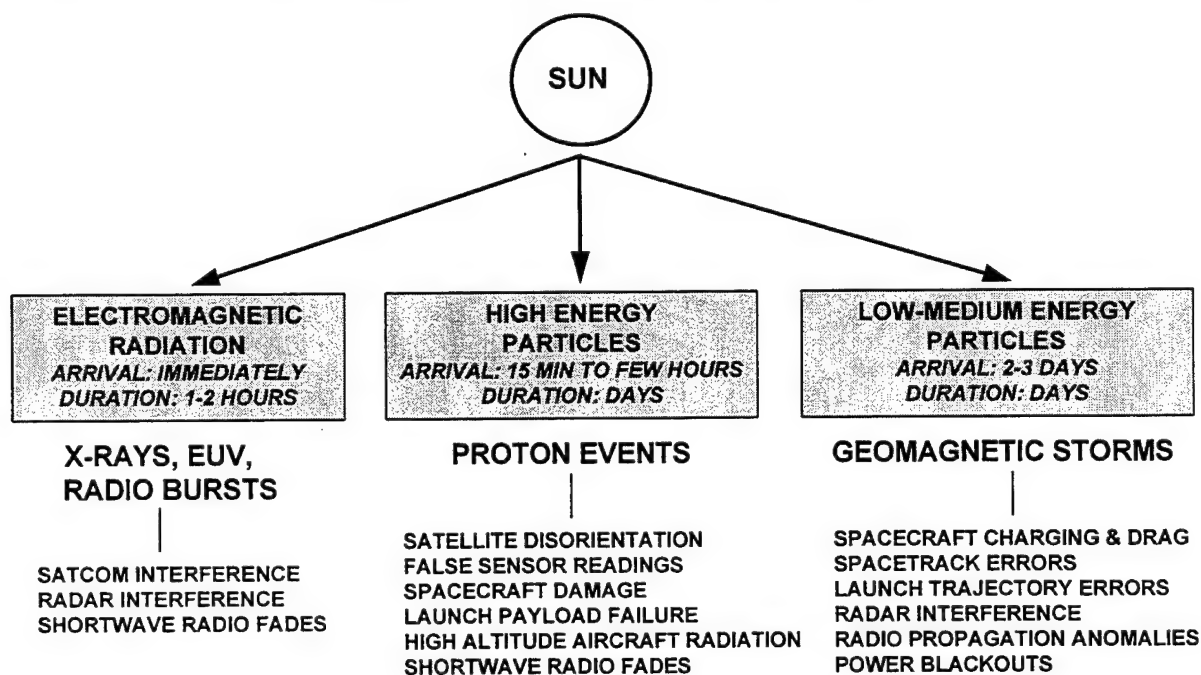 SUN
ELECTROMAGNETIC
RADIATION
ARRIVAL: IMMEDIATELY
DURATION: 1-2 HOURS
X-RAYS, EUV,
RADIO BURSTS
SATCOM INTERFERENCE
RADAR INTERFERENCE
SHORTWAVE RADIO FADES
HIGH ENERGY
PARTICLES
ARRIVAL: 15 MIN TO FEW HOURS
DURATION: DAYS
PROTON EVENTS
SATELLITE DISORIENTATION
FALSE SENSOR READINGS
SPACECRAFT DAMAGE
LAUNCH PAYLOAD FAILURE
HIGH ALTITUDE AIRCRAFT RADIATION
SHORTWAVE RADIO FADES
LOW-MEDIUM ENERGY
PARTICLES
ARRIVAL: 2-3 DAYS
DURATION: DAYS
GEOMAGNETIC STORMS
SPACECRAFT CHARGING & DRAG
SPACETRACK ERRORS
LAUNCH TRAJECTORY ERRORS
RADAR INTERFERENCE
RADIO PROPAGATION ANOMALIES
POWER BLACKOUTS